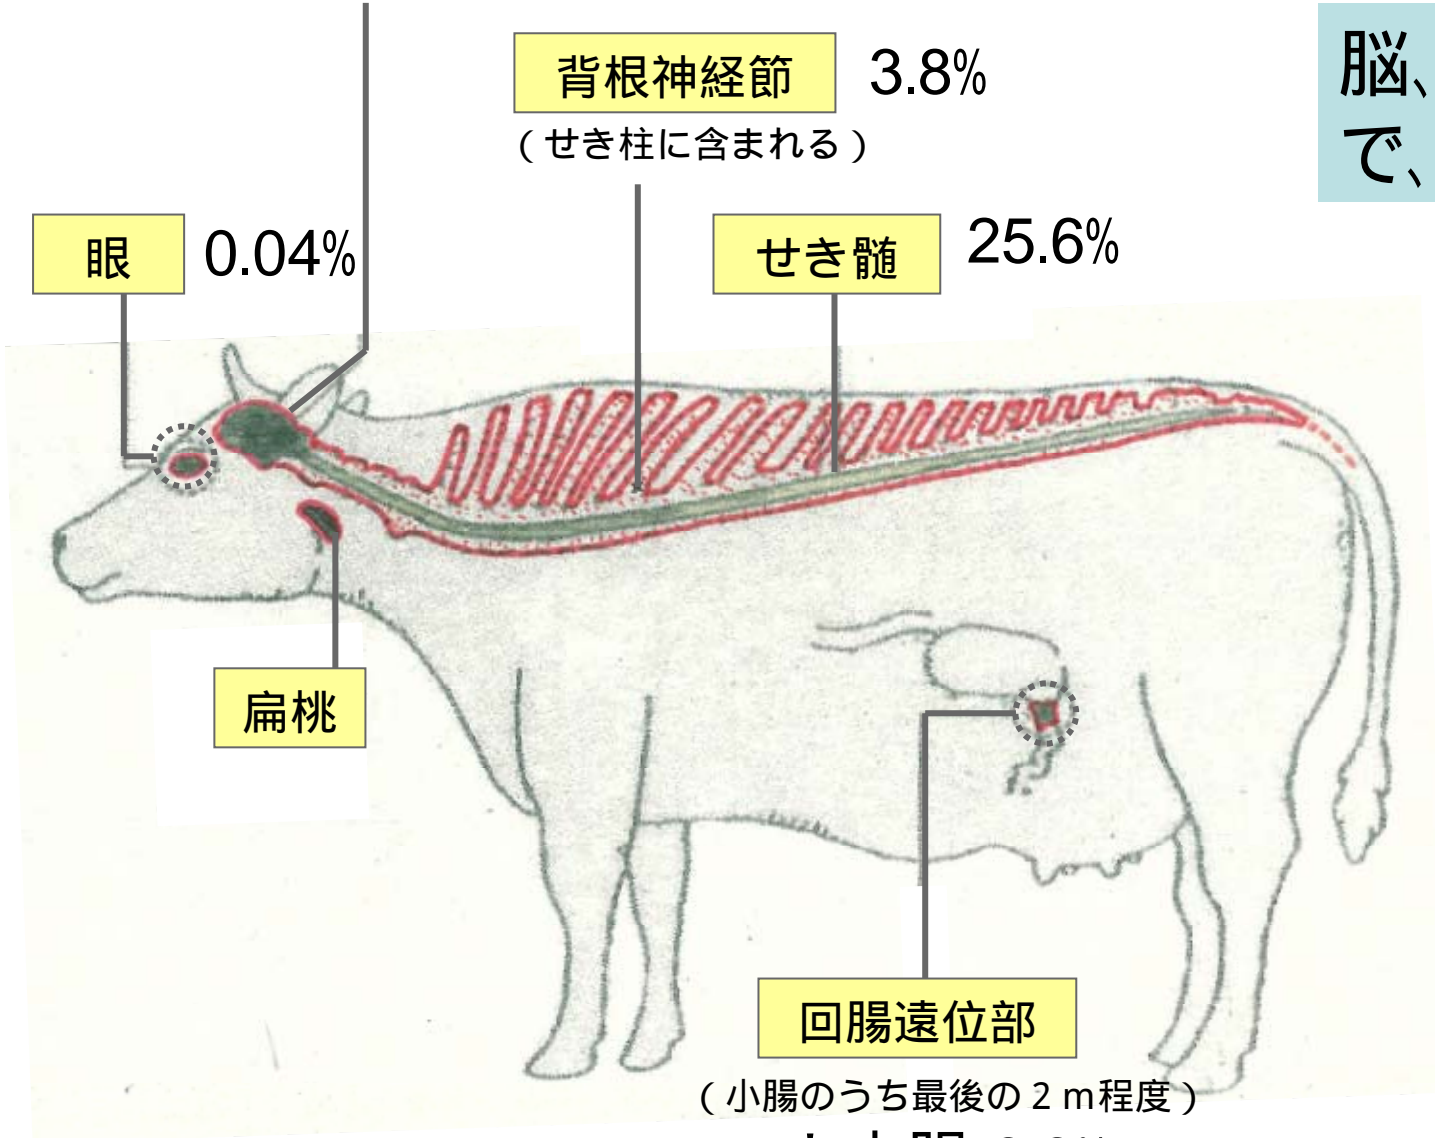 脳、
で、
背根神経節 3.8%
(せき柱に含まれる)
眼 0.04%
せき髄 25.6%
扁桃
回腸遠位部
(小腸のうち最後の2m程度)